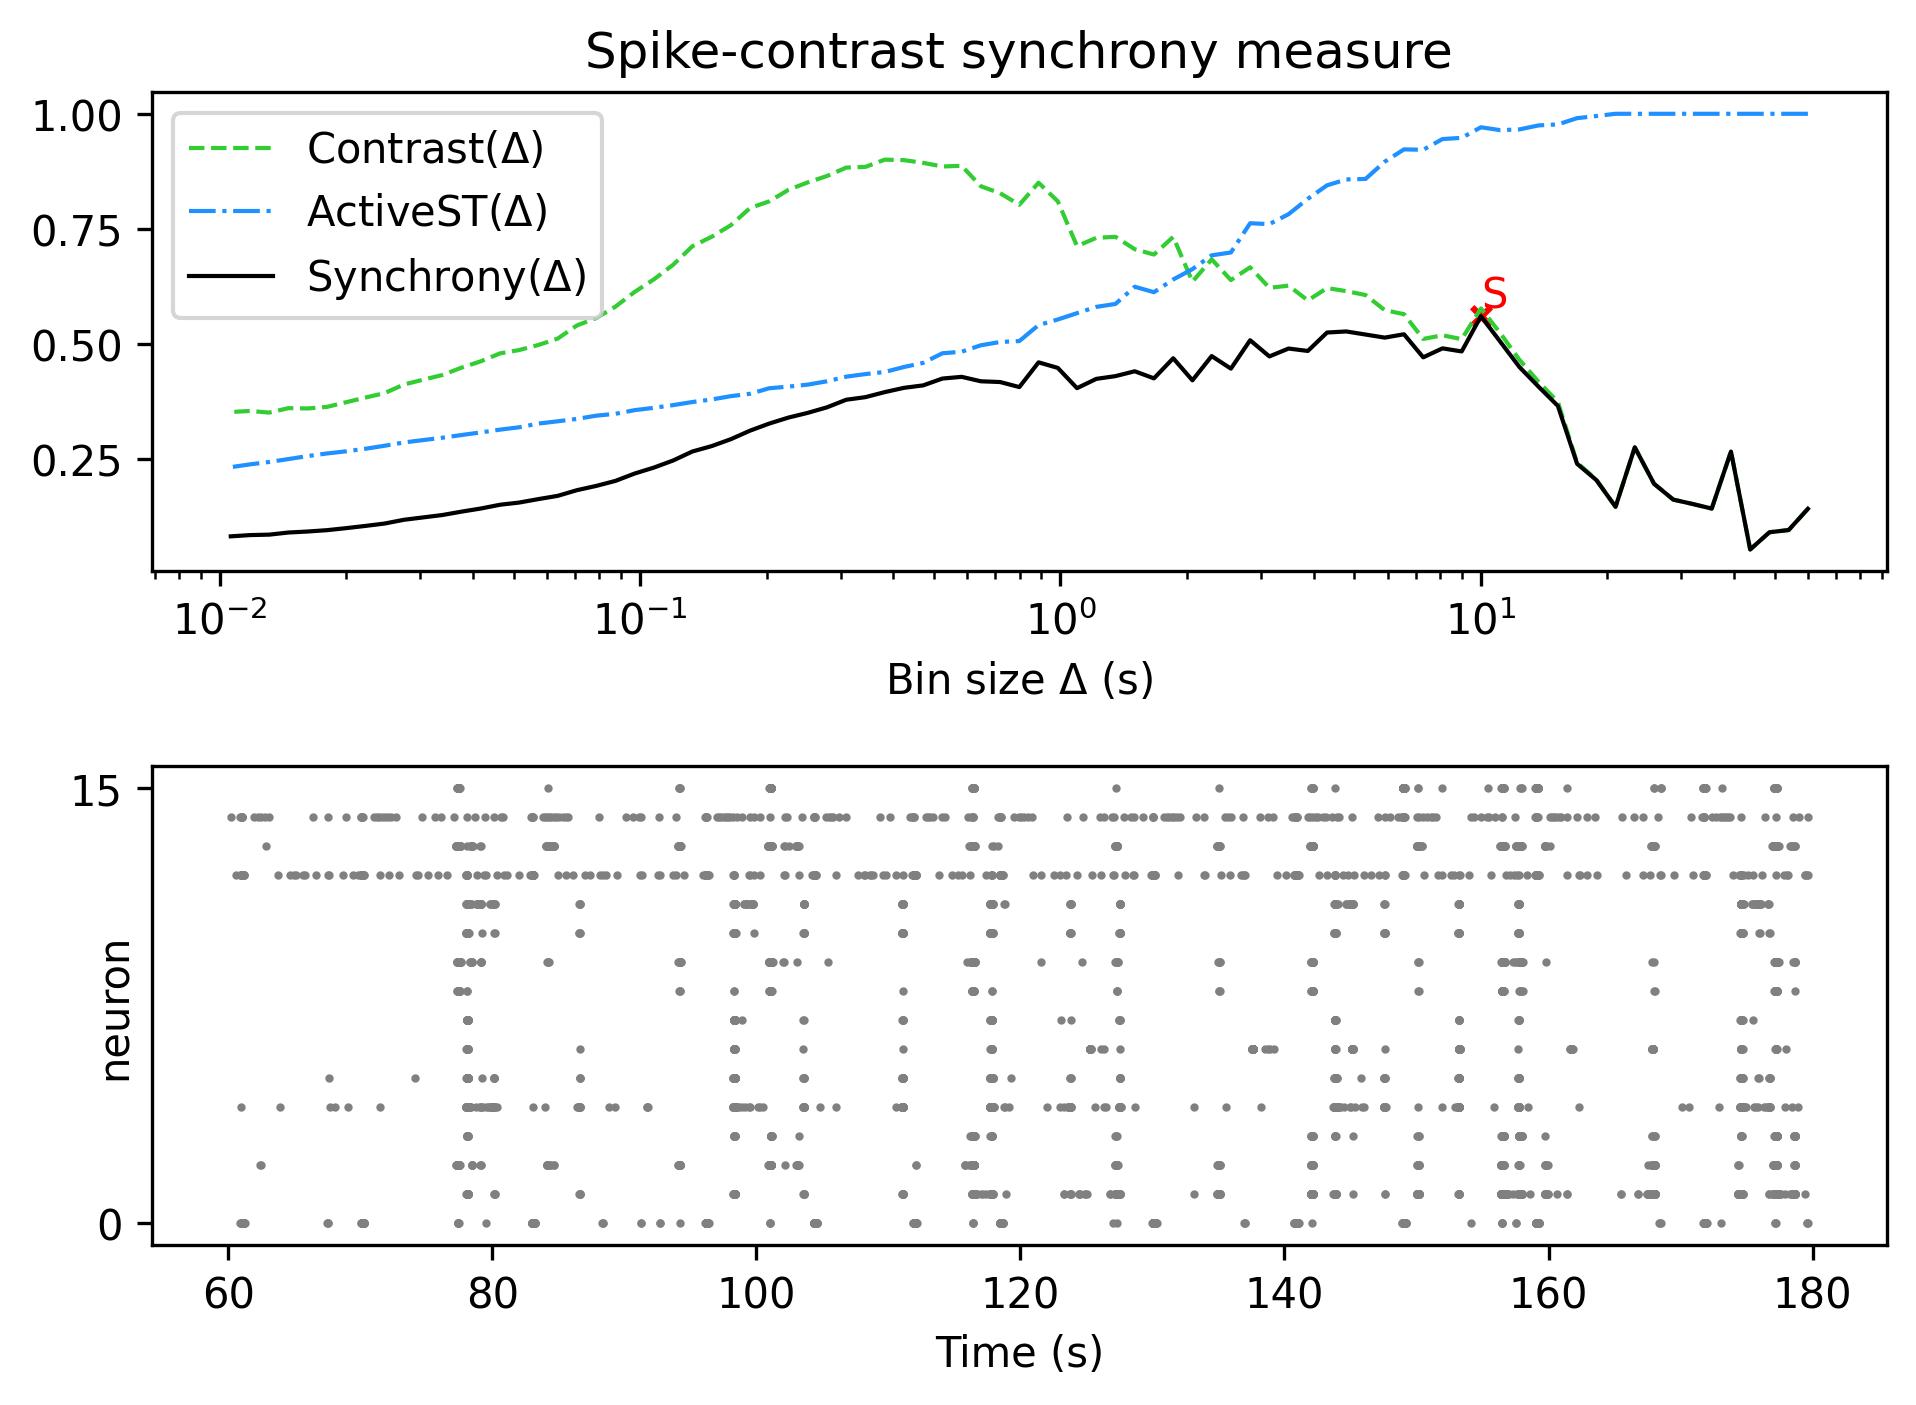 Spike-contrast synchrony measure
1.00
0.75
0.50
0.25
Contrast(Δ)
ActiveST(Δ)
Synchrony(Δ)
S
10⁻² 10⁻¹ 10⁰ 10¹
Bin size Δ (s)
15
0
neuron
60 80 100 120 140 160 180
Time (s)